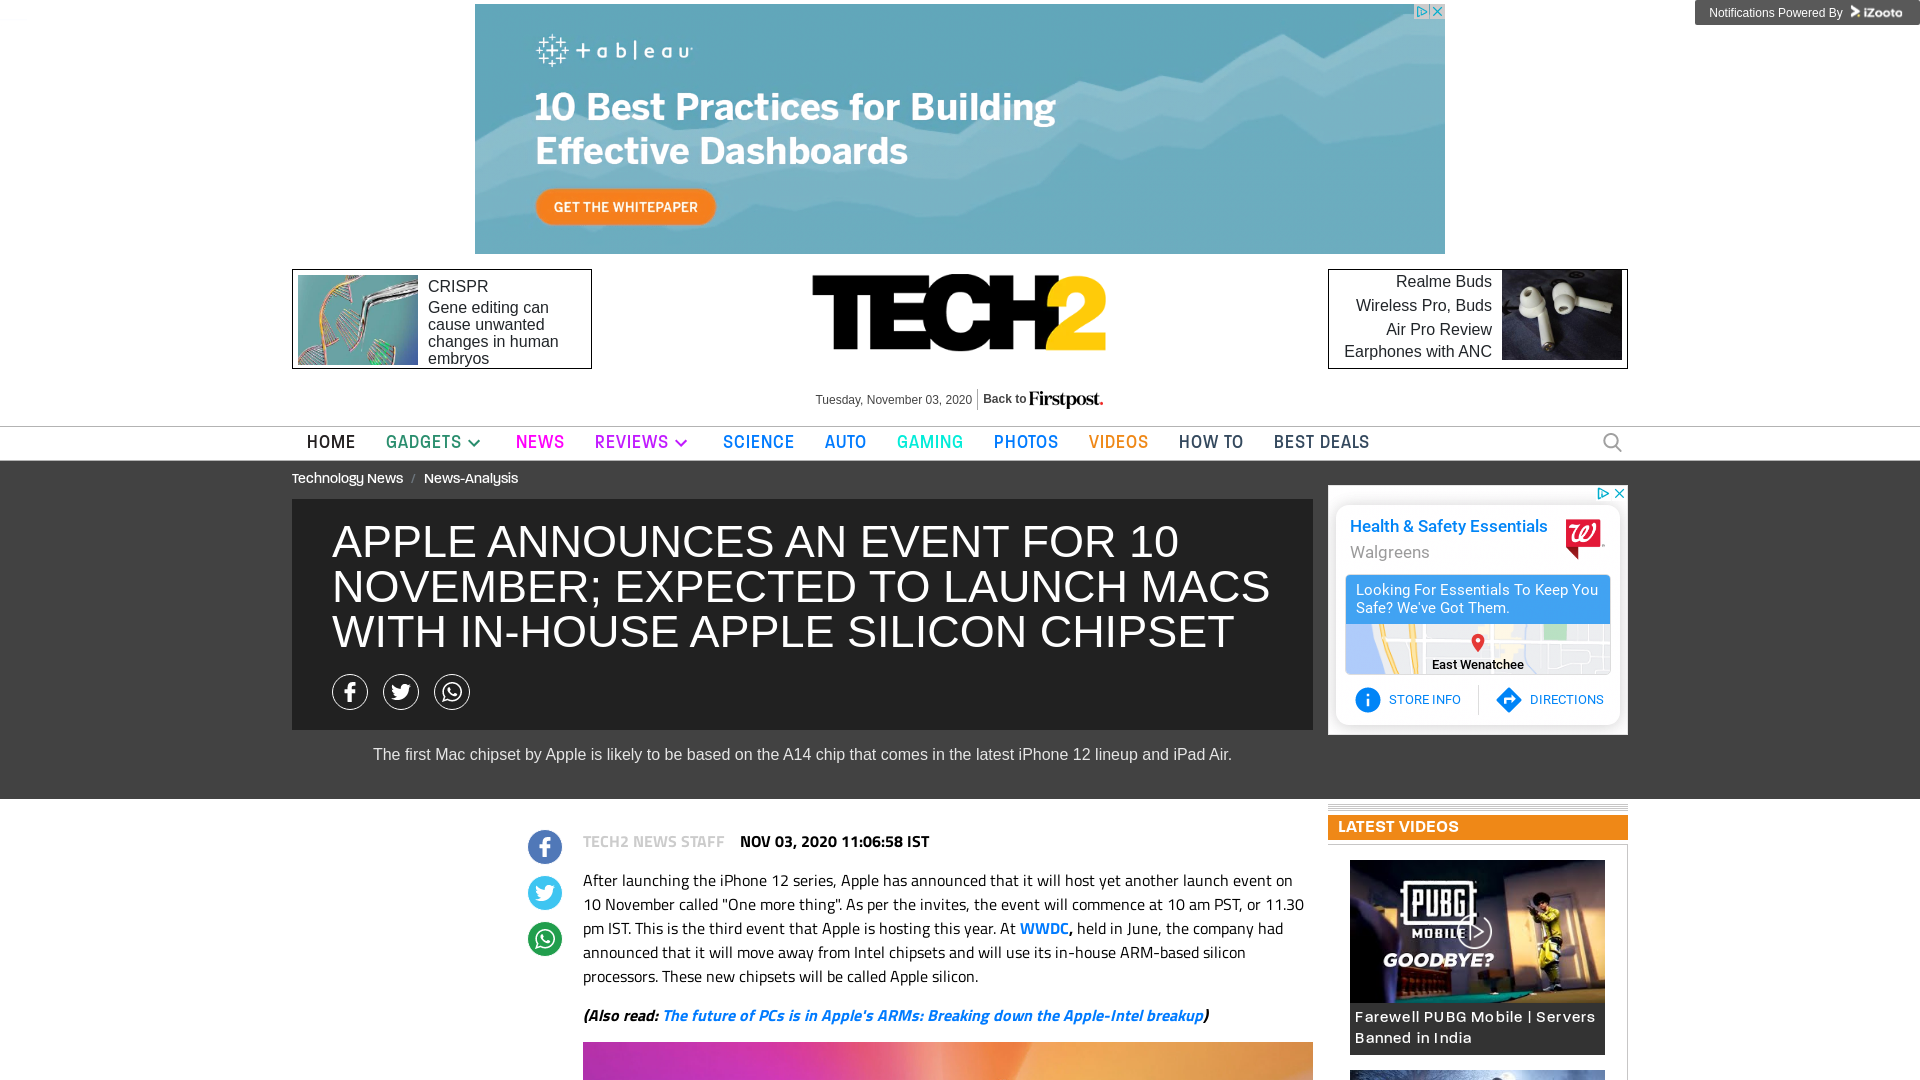 Notifications Powered By iZooto
tableau
10 Best Practices for Building
Effective Dashboards
GET THE WHITEPAPER
CRISPR
Gene editing can
cause unwanted
changes in human
embryos
TECH2
Realme Buds
Wireless Pro, Buds
Air Pro Review
Earphones with ANC
Tuesday, November 03, 2020 Back to Firstpost.
HOME GADGETS NEWS REVIEWS SCIENCE AUTO GAMING PHOTOS VIDEOS HOW TO BEST DEALS
Technology News / News-Analysis
APPLE ANNOUNCES AN EVENT FOR 10
NOVEMBER; EXPECTED TO LAUNCH MACS
WITH IN-HOUSE APPLE SILICON CHIPSET
The first Mac chipset by Apple is likely to be based on the A14 chip that comes in the latest iPhone 12 lineup and iPad Air.
Health & Safety Essentials
Walgreens
W
Looking For Essentials To Keep You
Safe? We've Got Them.
East Wenatchee
STORE INFO DIRECTIONS
TECH2 NEWS STAFF NOV 03, 2020 11:06:58 IST
After launching the iPhone 12 series, Apple has announced that it will host yet another launch event on
10 November called "One more thing". As per the invites, the event will commence at 10 am PST, or 11.30
pm IST. This is the third event that Apple is hosting this year. At WWDC, held in June, the company had
announced that it will move away from Intel chipsets and will use its in-house ARM-based silicon
processors. These new chipsets will be called Apple silicon.
(Also read: The future of PCs is in Apple's ARMs: Breaking down the Apple-Intel breakup)
LATEST VIDEOS
PUBG
MOBILE
GOODBYE?
Farewell PUBG Mobile | Servers
Banned in India